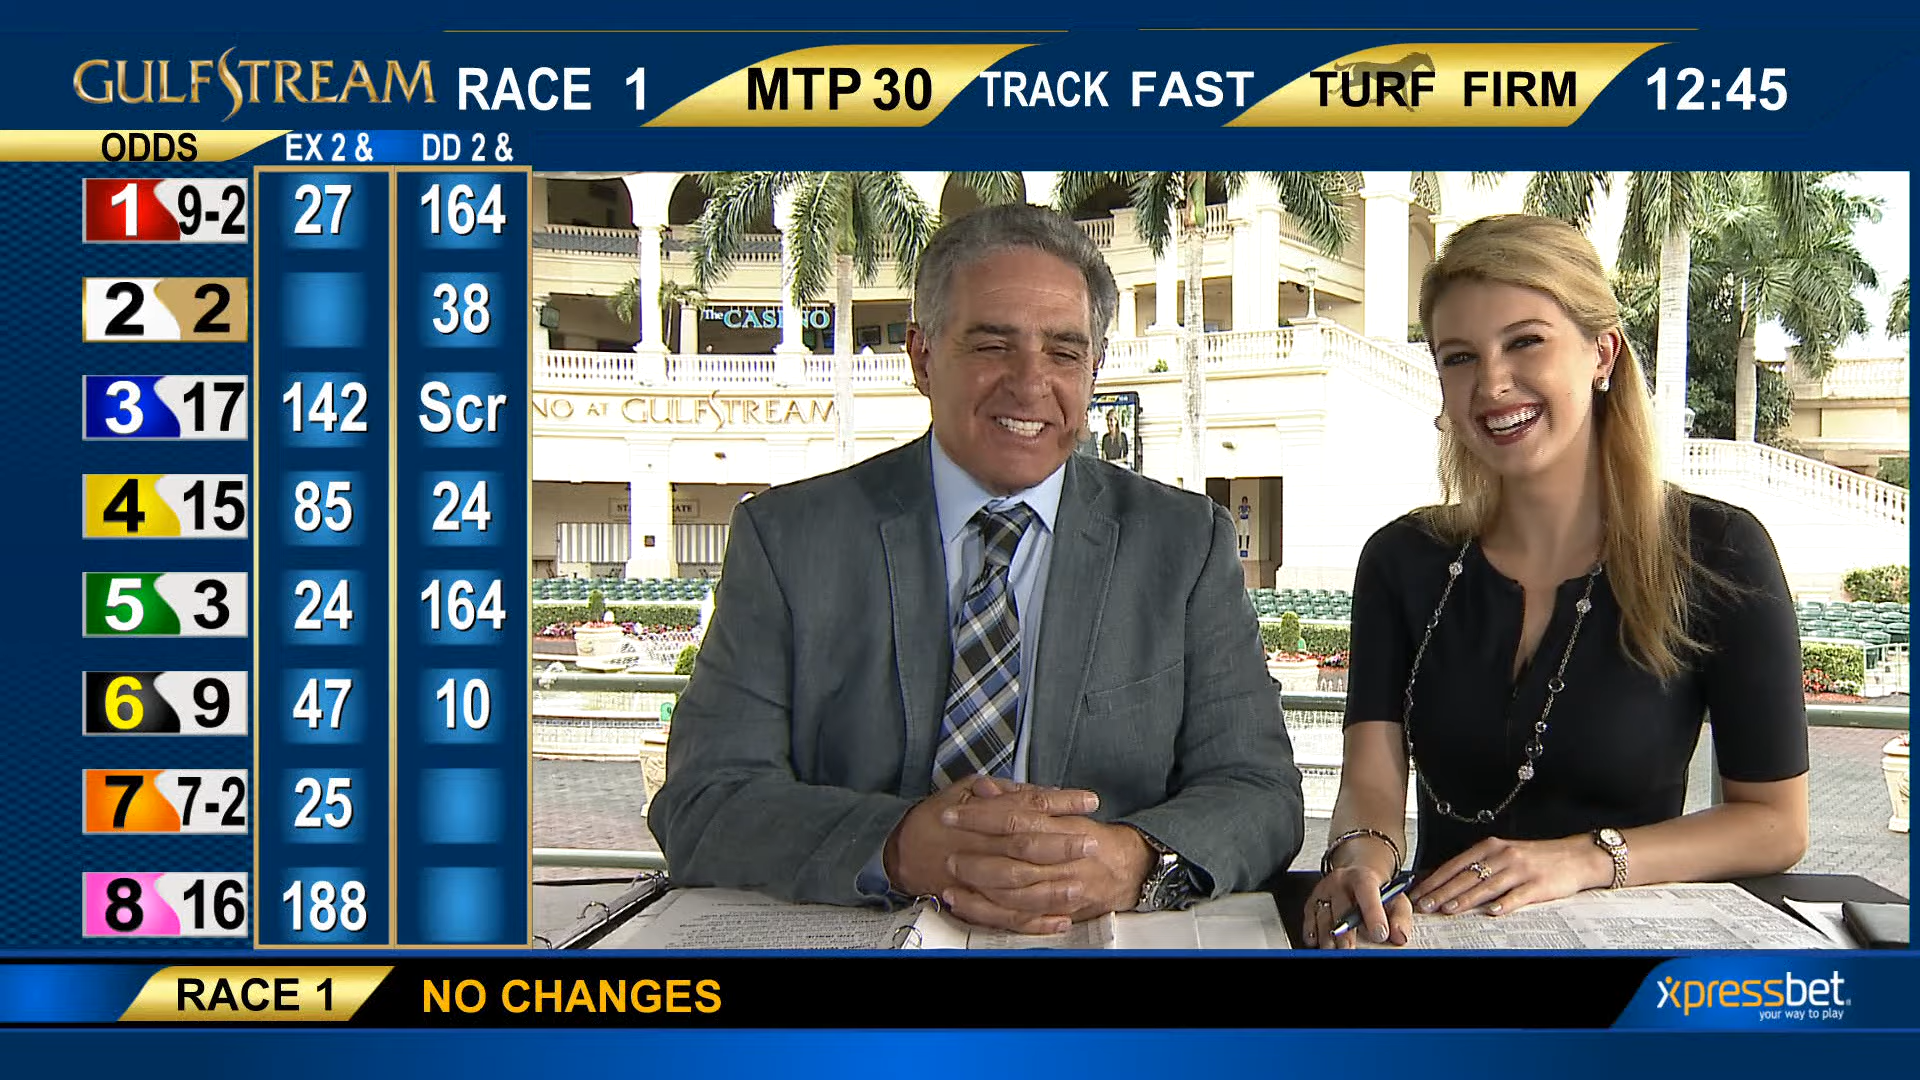 GULFSTREAM RACE 1 MTP 30 TRACK FAST TURF FIRM 12:45
ODDS EX 2 & DD 2 &
1 9-2 27 164
2 2 38
3 17 142 Scr
4 15 85 24
5 3 24 164
6 9 47 10
7 7-2 25
8 16 188
The CASINO
NO AT GULFSTREAM
RACE 1 NO CHANGES
xpressbet
your way to play